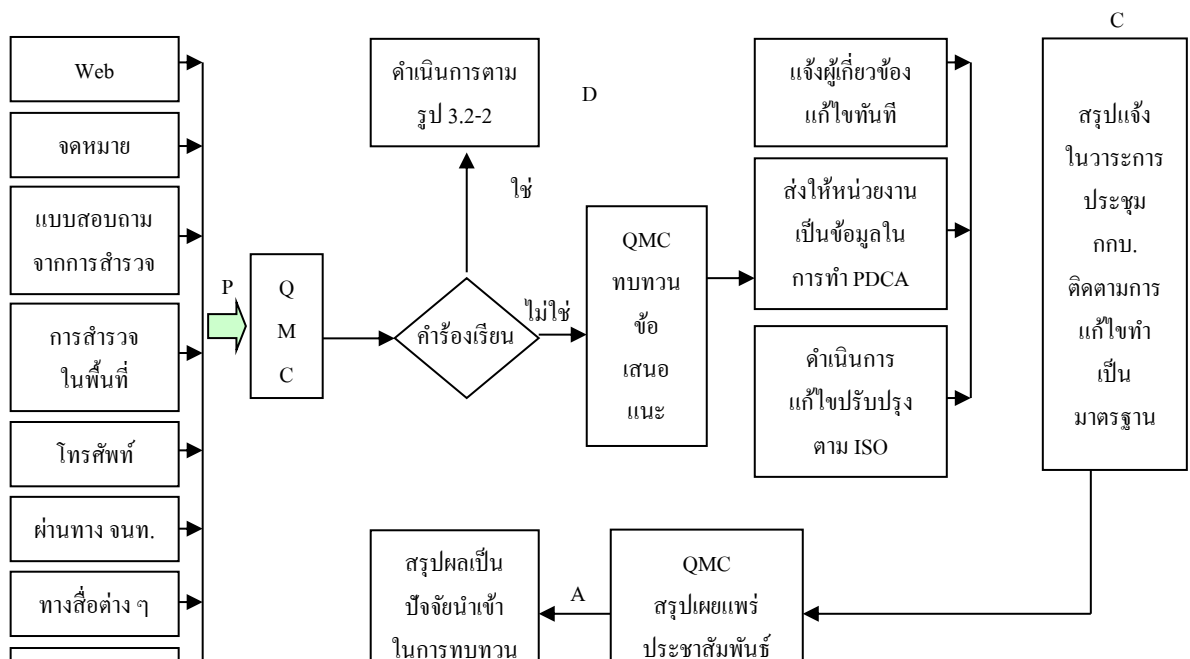 C
Web
จดหมาย
แบบสอบถาม
จากการสำรวจ
การสำรวจ
ในพื้นที่
โทรศัพท์
ผ่านทาง จนท.
ทางสื่อต่าง ๆ
P
Q
M
C
ดำเนินการตาม
รูป 3.2-2
D
ใช่
คำร้องเรียน
ไม่ใช่
QMC
ทบทวน
ข้อ
เสนอ
แนะ
แจ้งผู้เกี่ยวข้อง
แก้ไขทันที
ส่งให้หน่วยงาน
เป็นข้อมูลใน
การทำ PDCA
ดำเนินการ
แก้ไขปรับปรุง
ตาม ISO
สรุปแจ้ง
ในวาระการ
ประชุม
กกบ.
ติดตามการ
แก้ไขทำ
เป็น
มาตรฐาน
QMC
สรุปเผยแพร่
ประชาสัมพันธ์
A
สรุปผลเป็น
ปัจจัยนำเข้า
ในการทบทวน